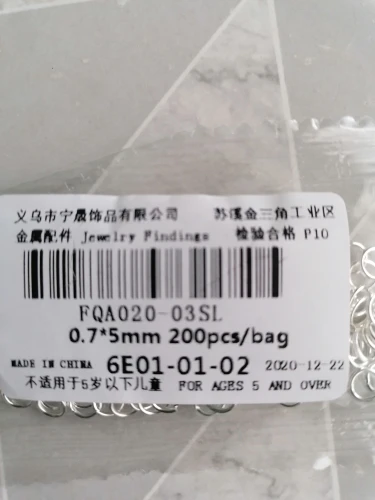 义乌市宁晟饰品有限公司 苏溪金三角工业区
金属配件 Jewelry Findings 检验合格 P10
FQA020-03SL
0.7*5mm 200pcs/bag
MADE IN CHINA 6E01-01-02 2020-12-22
不适用于5岁以下儿童 FOR AGES 5 AND OVER